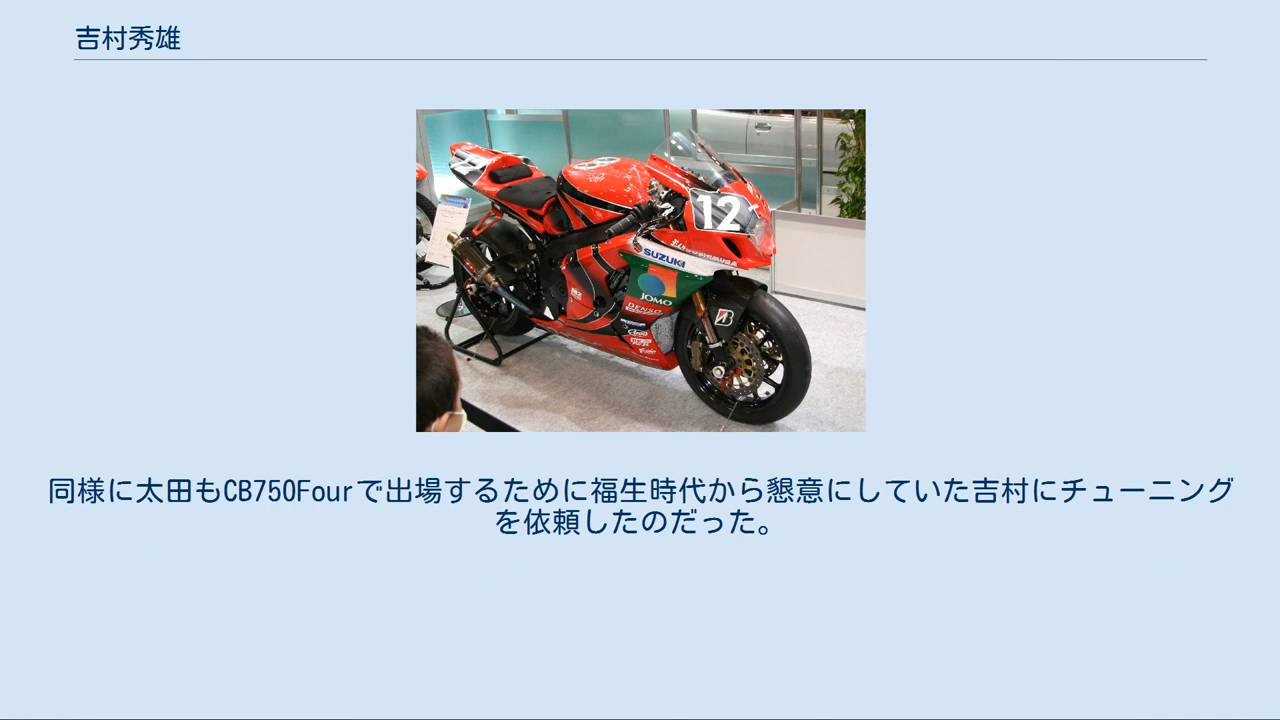 吉村秀雄
12
SUZUKI
YOSHIMURA
JOMO
DENSO
B
同様に太田もCB750Fourで出場するために福生時代から懇意にしていた吉村にチューニング
を依頼したのだった。